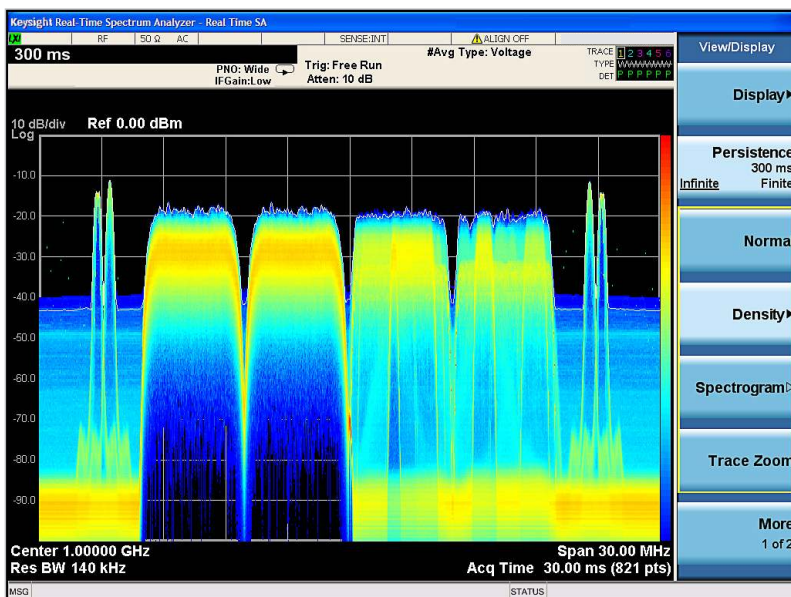 Keysight Real-Time Spectrum Analyzer - Real Time SA
RF 50 Ω AC SENSE:INT ALIGN OFF
300 ms
PNO: Wide
IFGain:Low
Trig: Free Run
Atten: 10 dB
#Avg Type: Voltage
TRACE 1 2 3 4 5 6
TYPE WWWWWW
DET P P P P P P
10 dB/div Ref 0.00 dBm
Log
-10.0
-20.0
-30.0
-40.0
-50.0
-60.0
-70.0
-80.0
-90.0
Center 1.00000 GHz
Span 30.00 MHz
Res BW 140 kHz
Acq Time 30.00 ms (821 pts)
MSG
STATUS
View/Display
Display
Persistence
300 ms
Infinite Finite
Norma
Density
Spectrogram
Trace Zoom
More
1 of 2